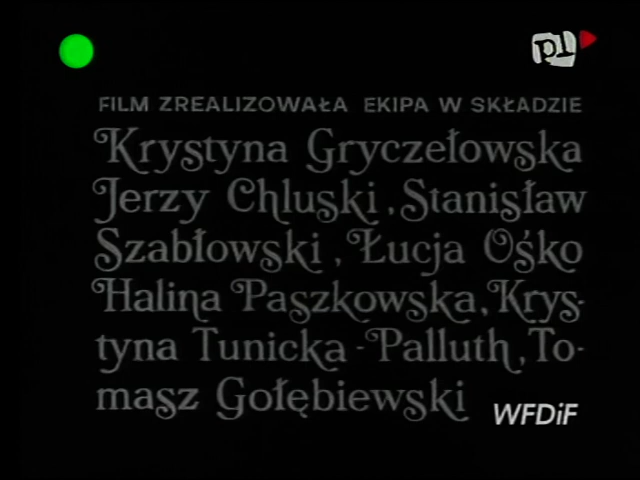 pl
FILM ZREALIZOWAŁA EKIPA W SKŁADZIE
Krystyna Gryczełowska
Jerzy Chluski, Stanisław
Szabłowski, Łucja Ośko
Halina Paszkowska, Krys-
tyna Tunicka-Palluth, To-
masz Gołębiewski
WFDiF